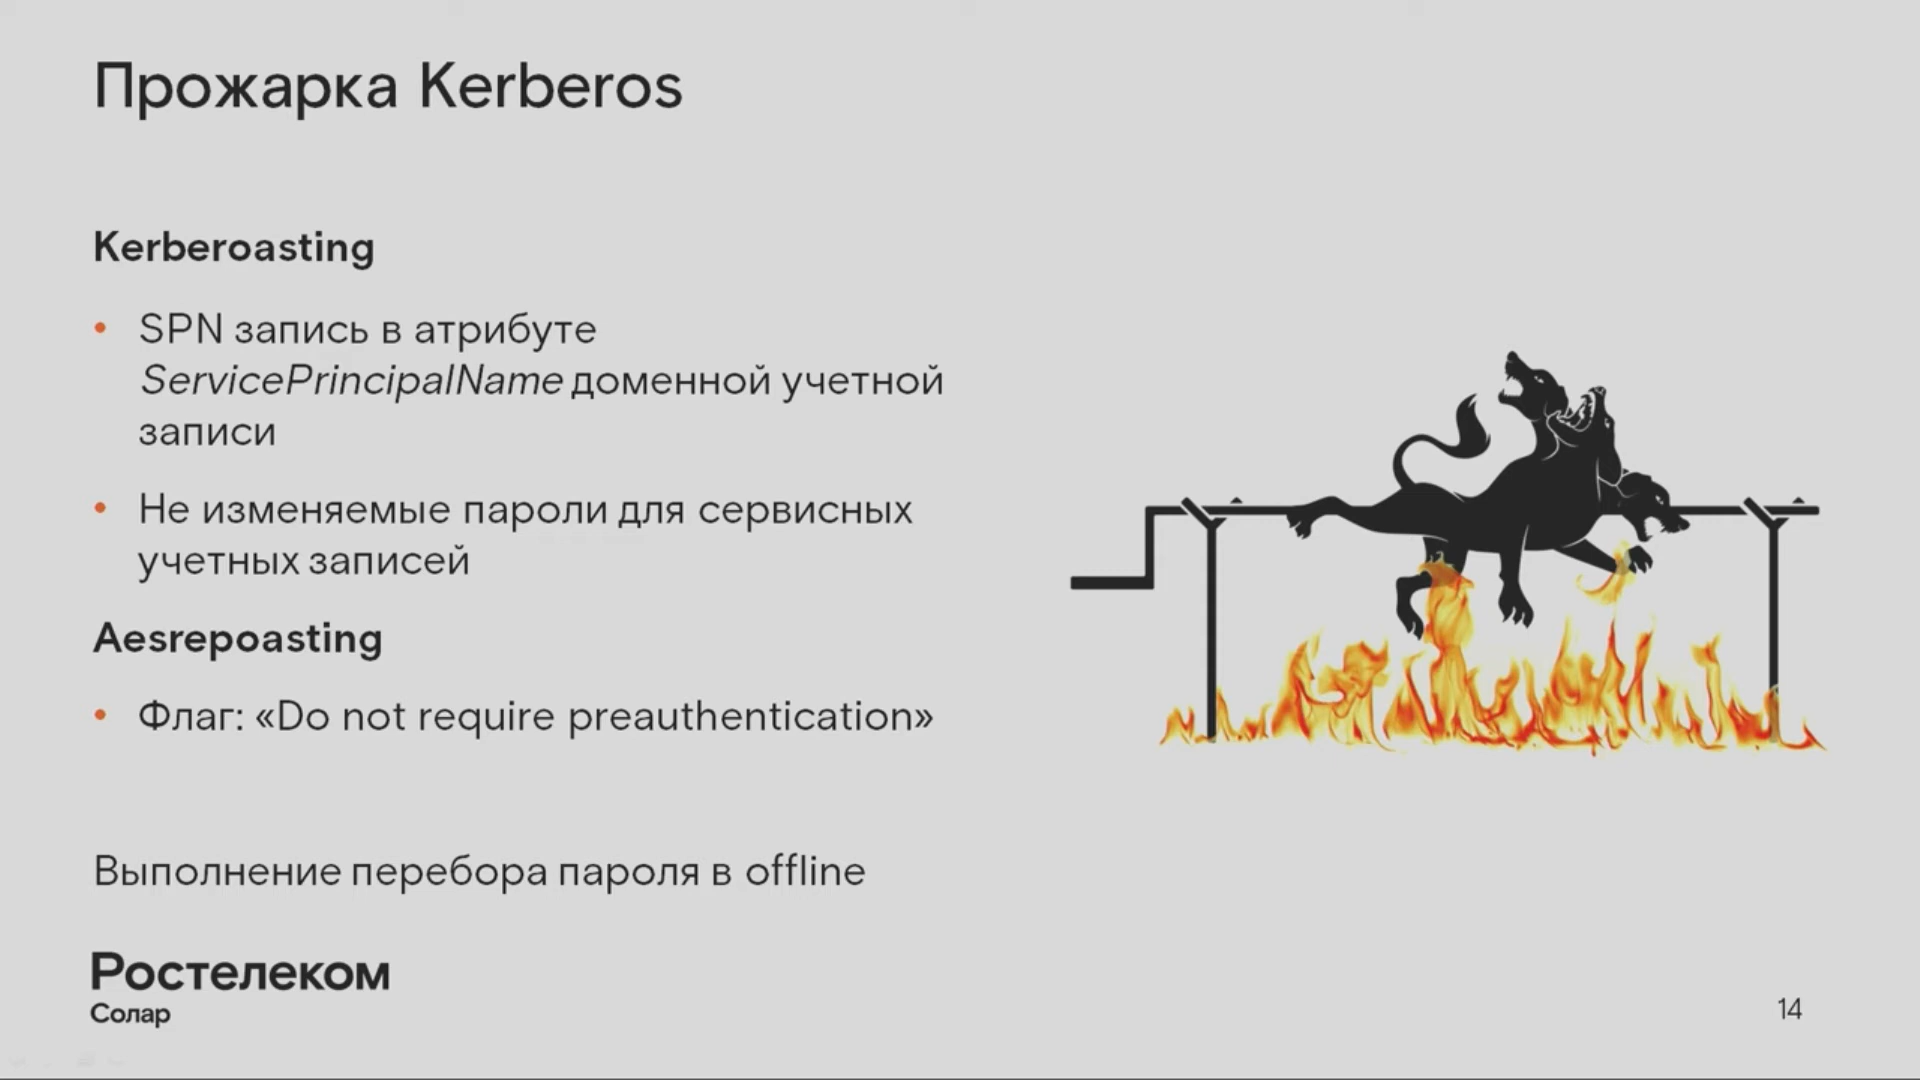 Прожарка Kerberos
Kerberoasting
• SPN запись в атрибуте
ServicePrincipalName доменной учетной
записи
• Не изменяемые пароли для сервисных
учетных записей
Aesrepoasting
• Флаг: «Do not require preauthentication»
Выполнение перебора пароля в offline
Ростелеком
Солар
14